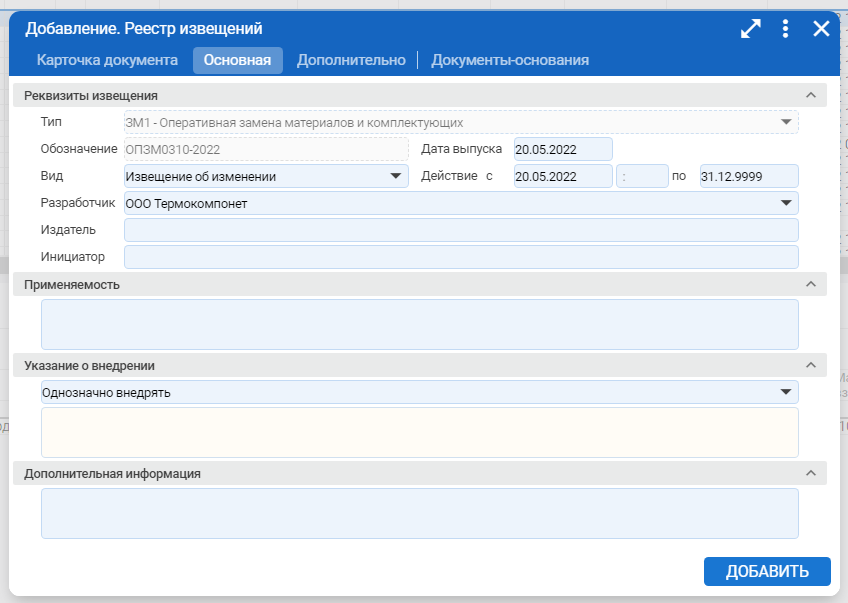 Добавление. Реестр извещений
Карточка документа Основная Дополнительно Документы-основания
Реквизиты извещения
Тип ЗМ1 - Оперативная замена материалов и комплектующих
Обозначение ОПЗМ0310-2022 Дата выпуска 20.05.2022
Вид Извещение об изменении Действие с 20.05.2022 : по 31.12.9999
Разработчик ООО Термокомпонет
Издатель
Инициатор
Применяемость
Указание о внедрении
Однозначно внедрять
Дополнительная информация
ДОБАВИТЬ